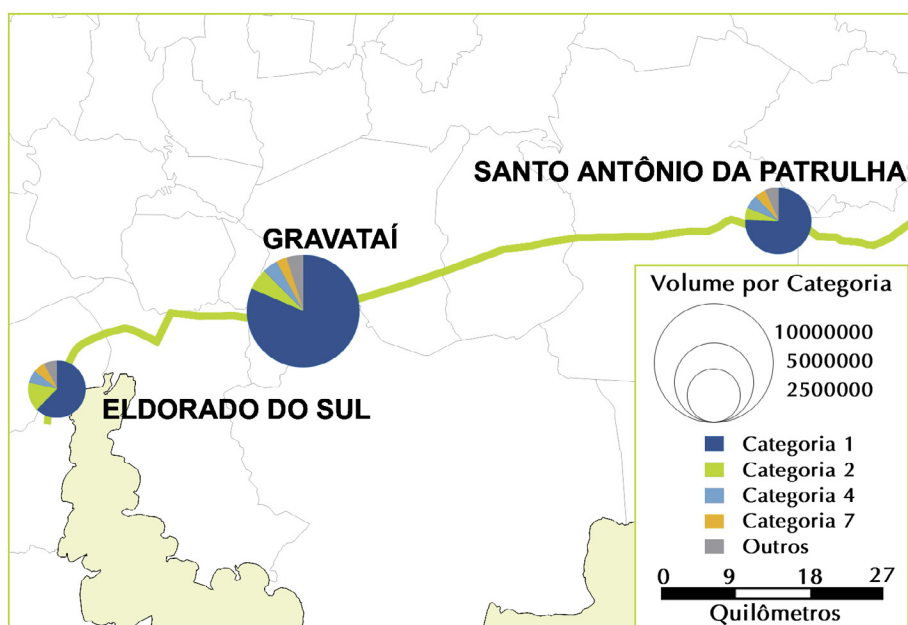 SANTO ANTÔNIO DA PATRULHA
GRAVATAÍ
ELDORADO DO SUL
Volume por Categoria
10000000
5000000
2500000
Categoria 1
Categoria 2
Categoria 4
Categoria 7
Outros
0 9 18 27
Quilômetros